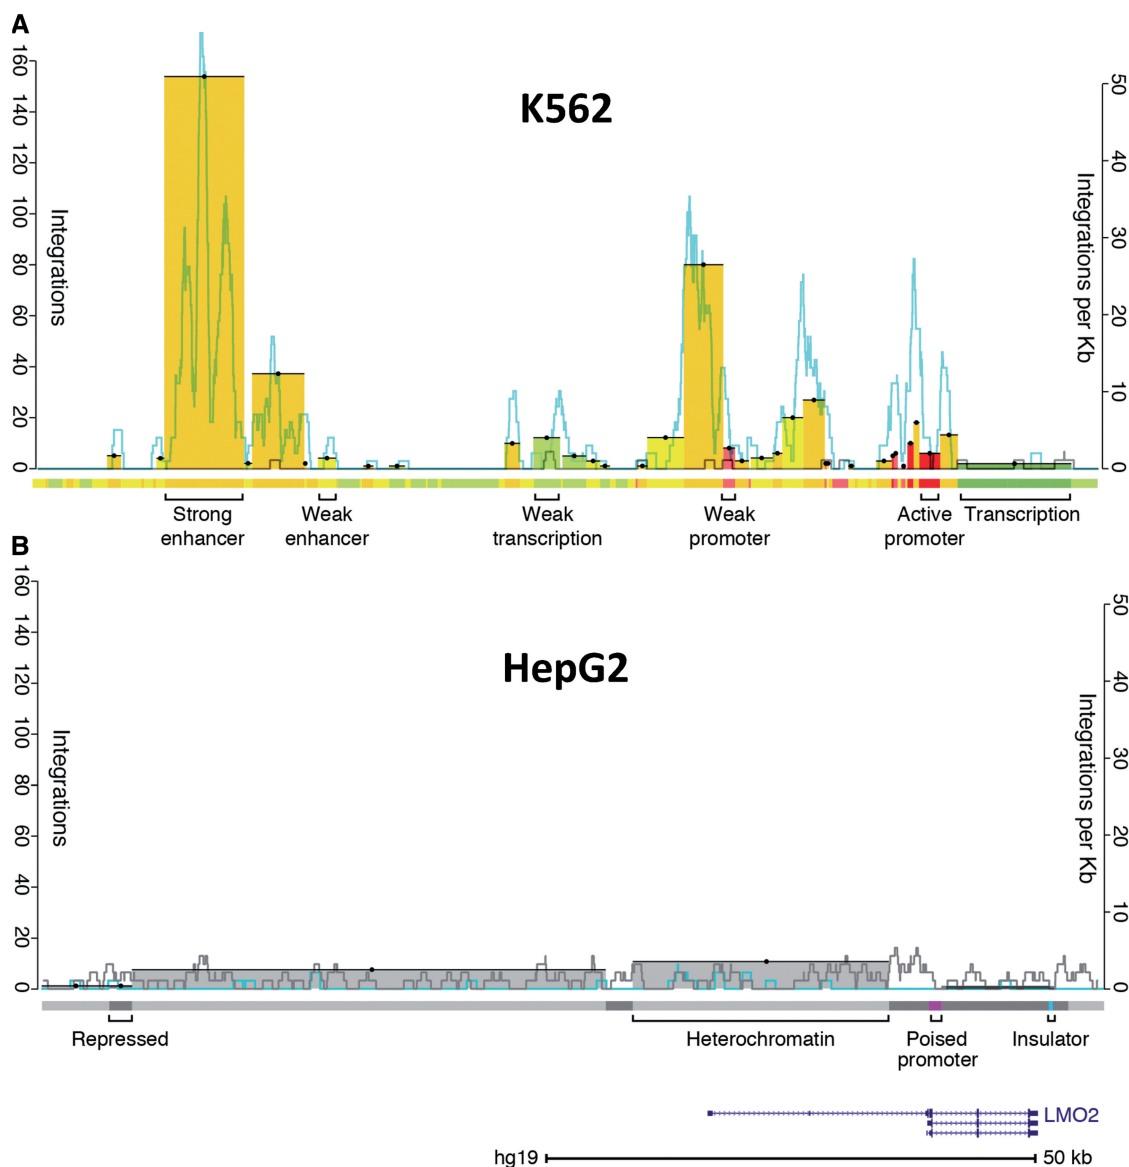 A
K562
160
140
120
100
80
60
40
20
0
Integrations
50
40
30
20
10
0
Integrations per Kb
Strong
enhancer
Weak
enhancer
Weak
transcription
Weak
promoter
Active
promoter
Transcription
B
HepG2
160
140
120
100
80
60
40
20
0
Integrations
50
40
30
20
10
0
Integrations per Kb
Repressed
Heterochromatin
Poised
promoter
Insulator
LMO2
hg19 50 kb